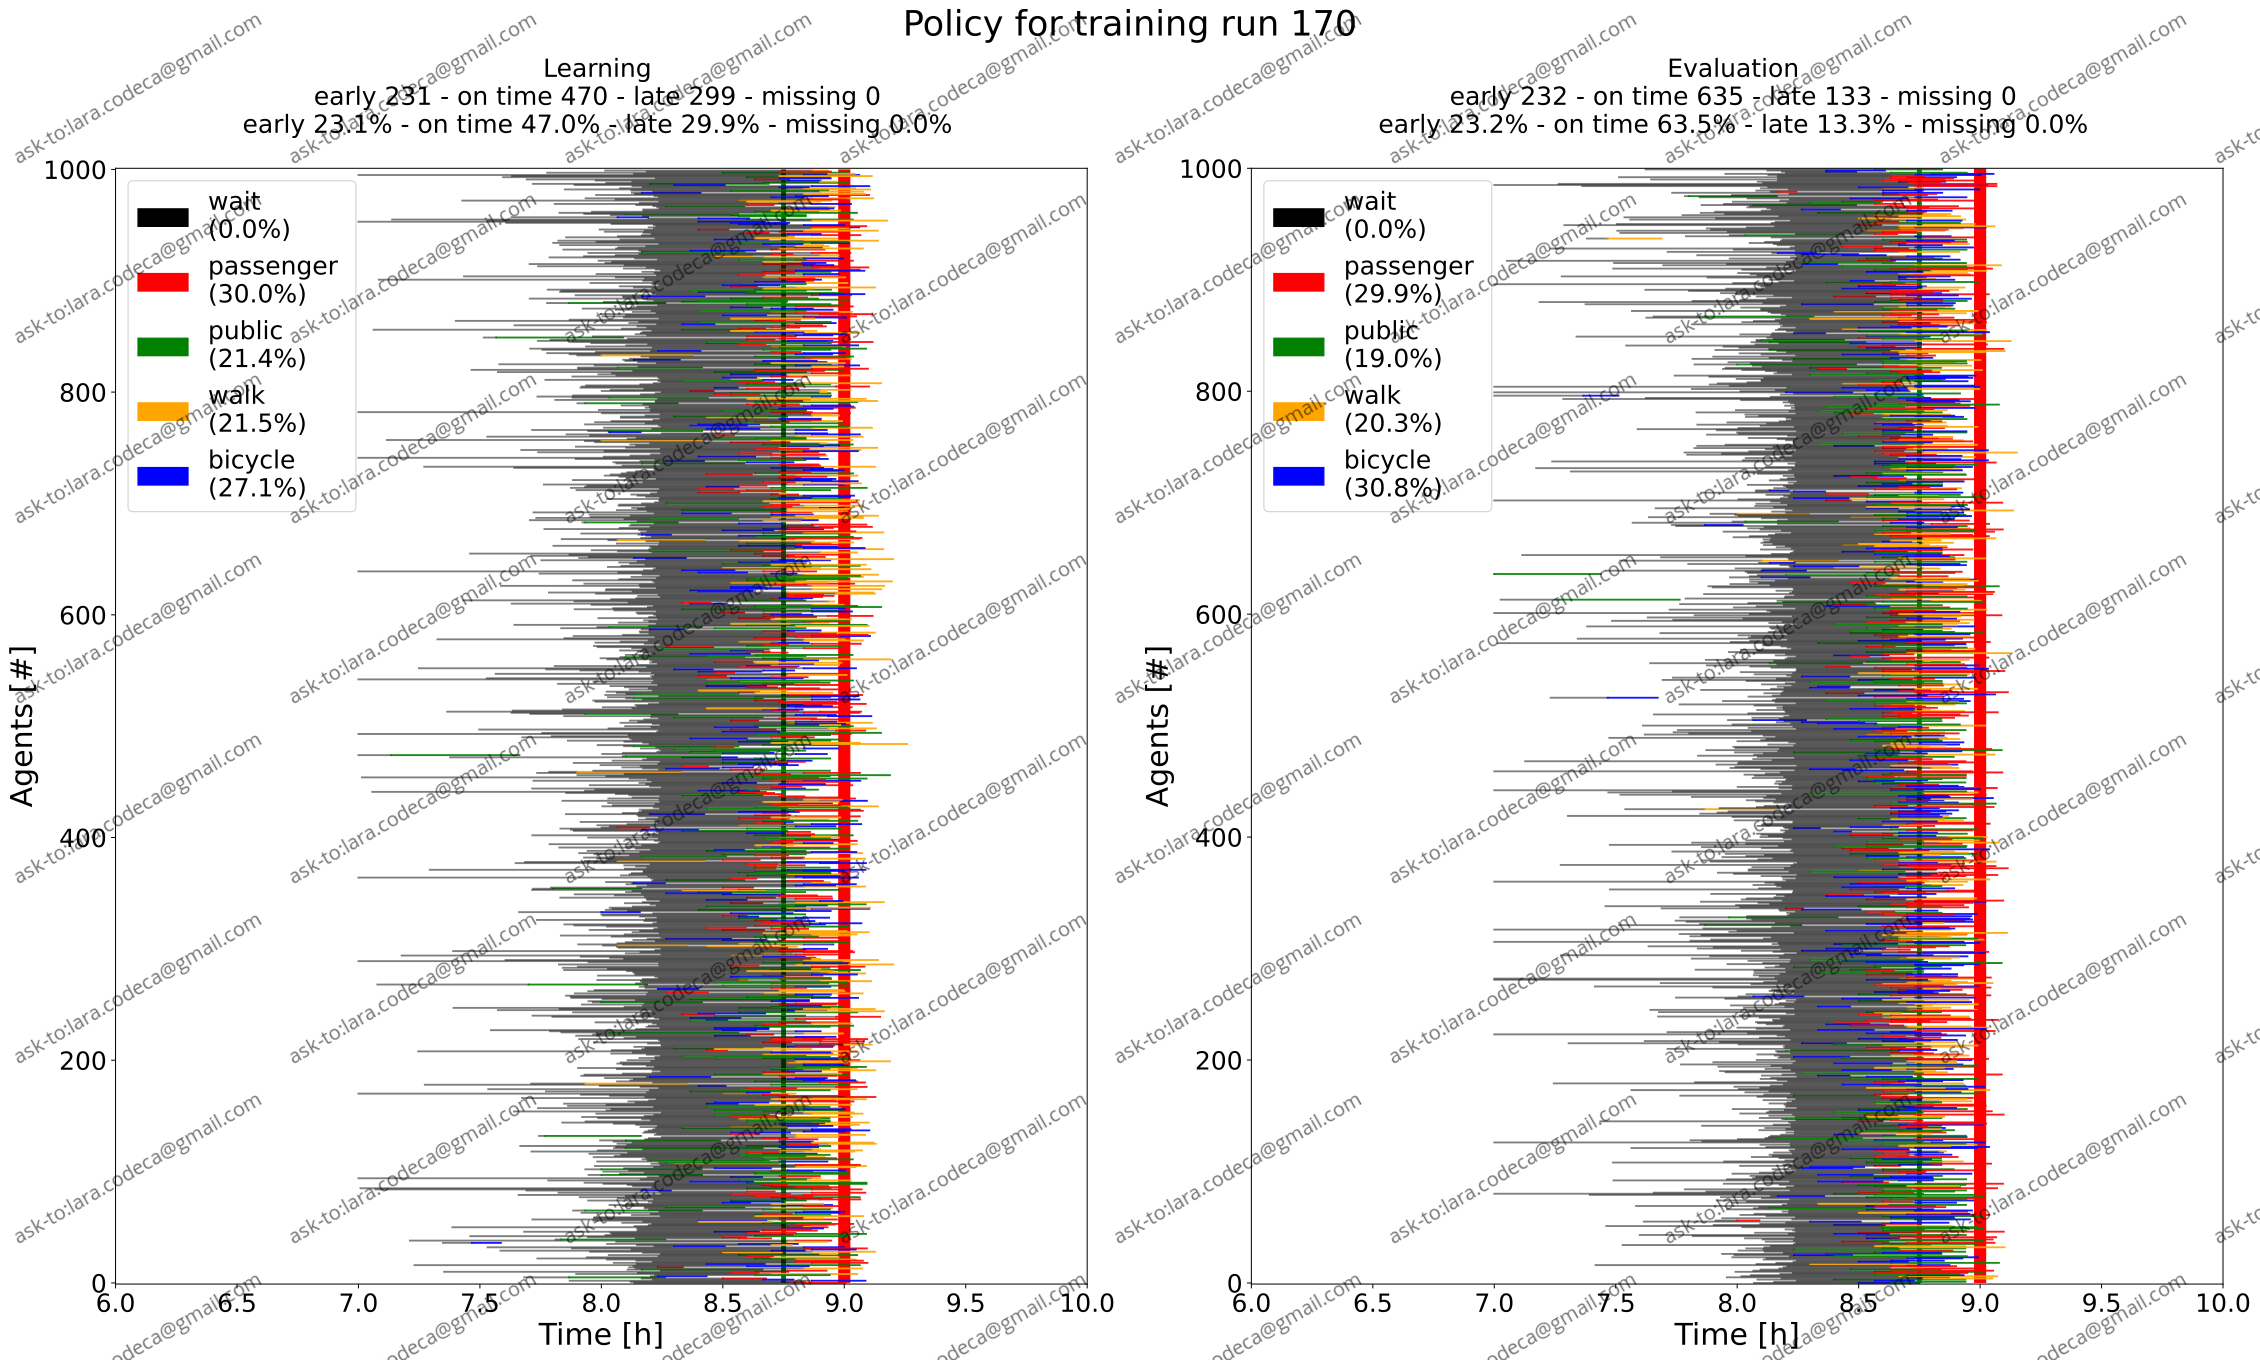 Policy for training run 170
Learning
early 231 - on time 470 - late 299 - missing 0
early 23.1% - on time 47.0% - late 29.9% - missing 0.0%
Agents [#]
1000
800
600
400
200
0
wait
(0.0%)
passenger
(30.0%)
public
(21.4%)
walk
(21.5%)
bicycle
(27.1%)
6.0 6.5 7.0 7.5 8.0 8.5 9.0 9.5 10.0
Time [h]
Evaluation
early 232 - on time 635 - late 133 - missing 0
early 23.2% - on time 63.5% - late 13.3% - missing 0.0%
Agents [#]
1000
800
600
400
200
0
wait
(0.0%)
passenger
(29.9%)
public
(19.0%)
walk
(20.3%)
bicycle
(30.8%)
6.0 6.5 7.0 7.5 8.0 8.5 9.0 9.5 10.0
Time [h]
ask-to:lara.codeca@gmail.com